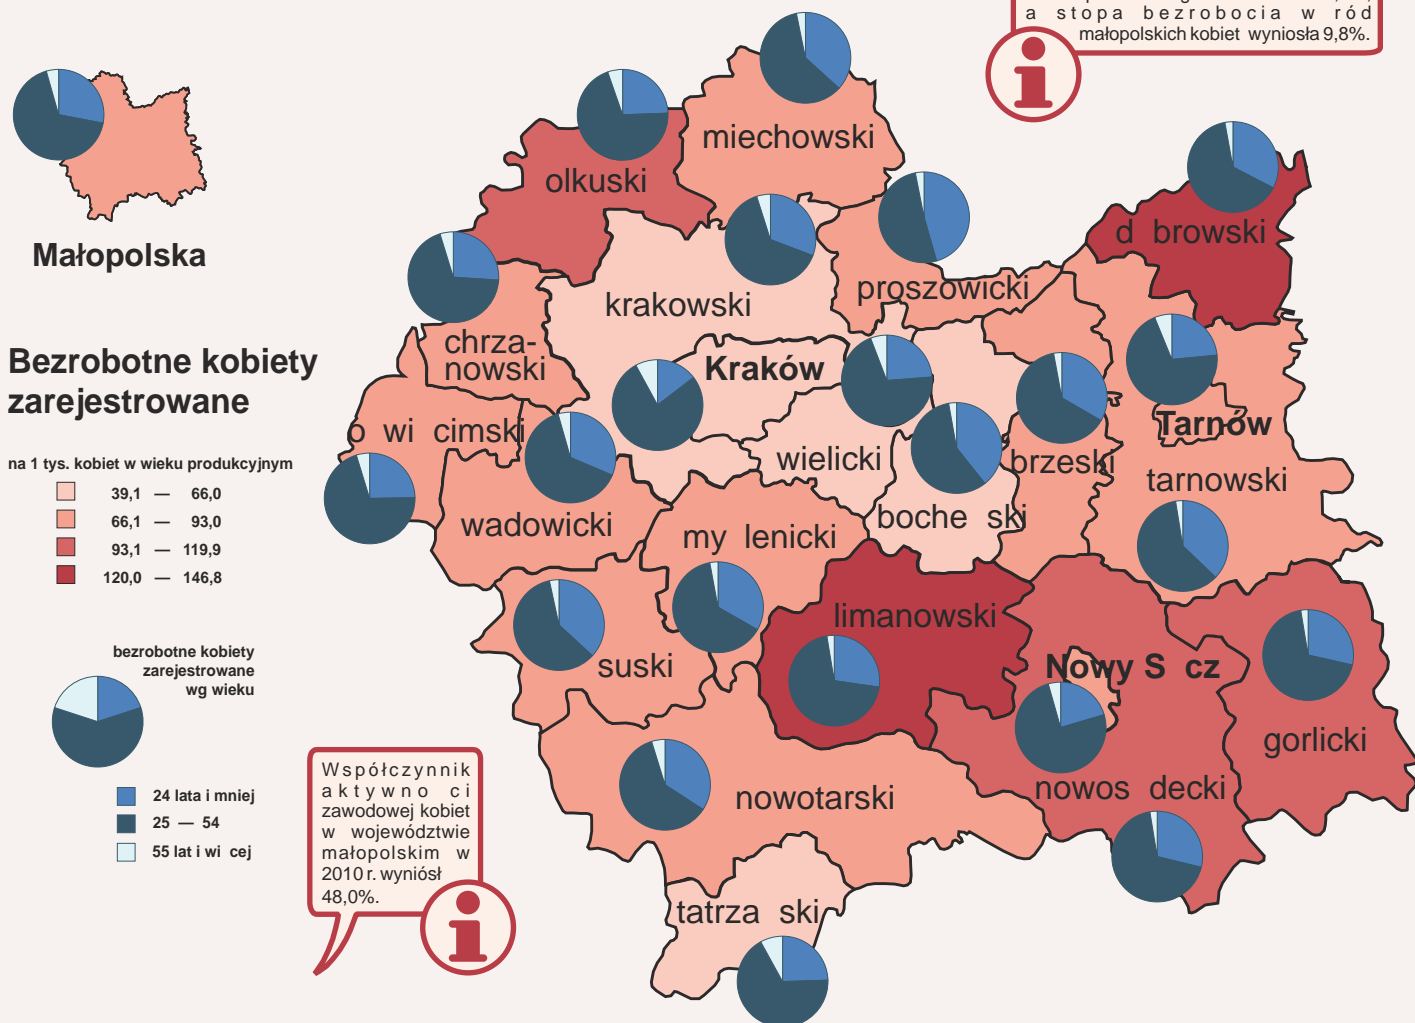 a stopa bezrobocia w ród
małopolskich kobiet wyniosła 9,8%.
miechowski
olkuski
d browski
Małopolska
proszowicki
krakowski
chrza-
nowski
Kraków
Bezrobotne kobiety
zarejestrowane
o wi cimski
Tarnów
na 1 tys. kobiet w wieku produkcyjnym
39,1 — 66,0
66,1 — 93,0
93,1 — 119,9
120,0 — 146,8
wielicki
brzeski
tarnowski
wadowicki
boche ski
my lenicki
limanowski
suski
Nowy S cz
gorlicki
bezrobotne kobiety
zarejestrowane
wg wieku
24 lata i mniej
25 — 54
55 lat i wi cej
nowotarski
nowos decki
Współczynnik
aktywno ci
zawodowej kobiet
w województwie
małopolskim w
2010 r. wyniósł
48,0%.
tatrza ski